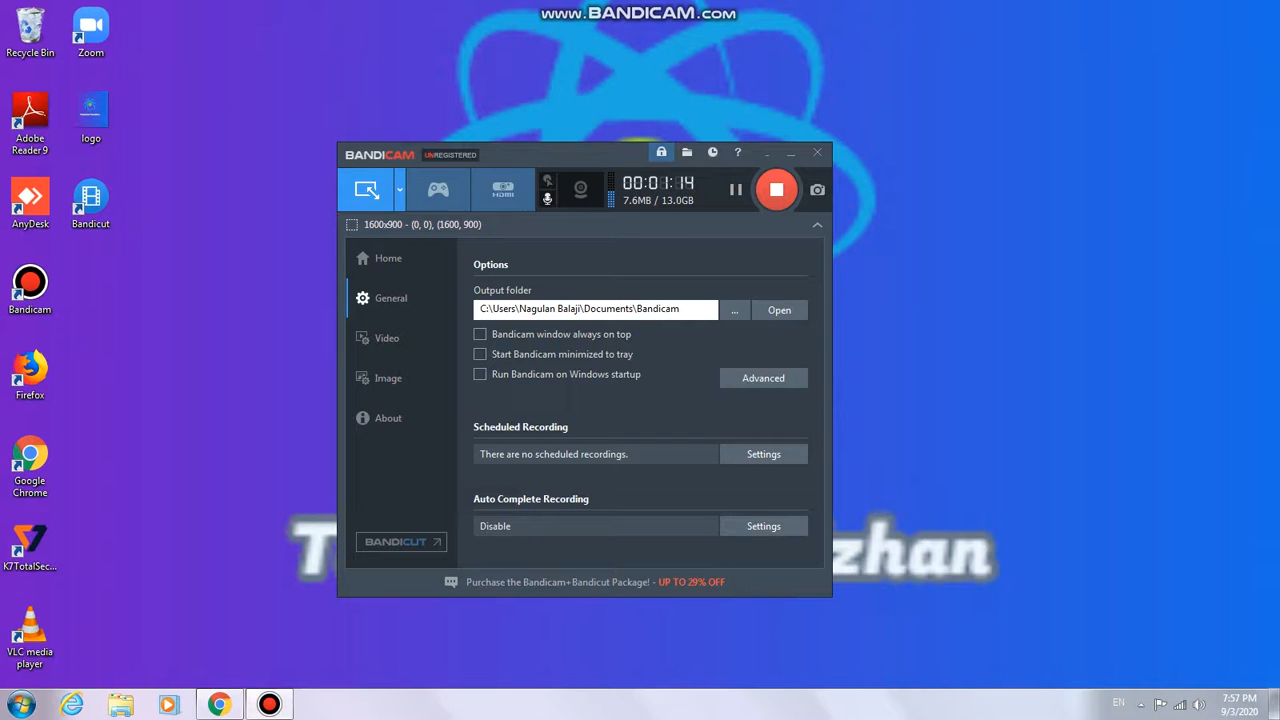 www.BANDICAM.com
Recycle Bin
Zoom
Adobe
Reader 9
logo
AnyDesk
Bandicut
Bandicam
Firefox
Google
Chrome
K7TotalSec...
VLC media
player
BANDICAM UNREGISTERED
?
HDMI
00:01:14
7.6MB / 13.0GB
1600x900 - (0, 0), (1600, 900)
Home
General
Video
Image
About
BANDICUT
Options
Output folder
C:\Users\Nagulan Balaji\Documents\Bandicam
...
Open
Bandicam window always on top
Start Bandicam minimized to tray
Run Bandicam on Windows startup
Advanced
Scheduled Recording
There are no scheduled recordings.
Settings
Auto Complete Recording
Disable
Settings
Purchase the Bandicam+Bandicut Package! - UP TO 29% OFF
zhan
EN
7:57 PM
9/3/2020